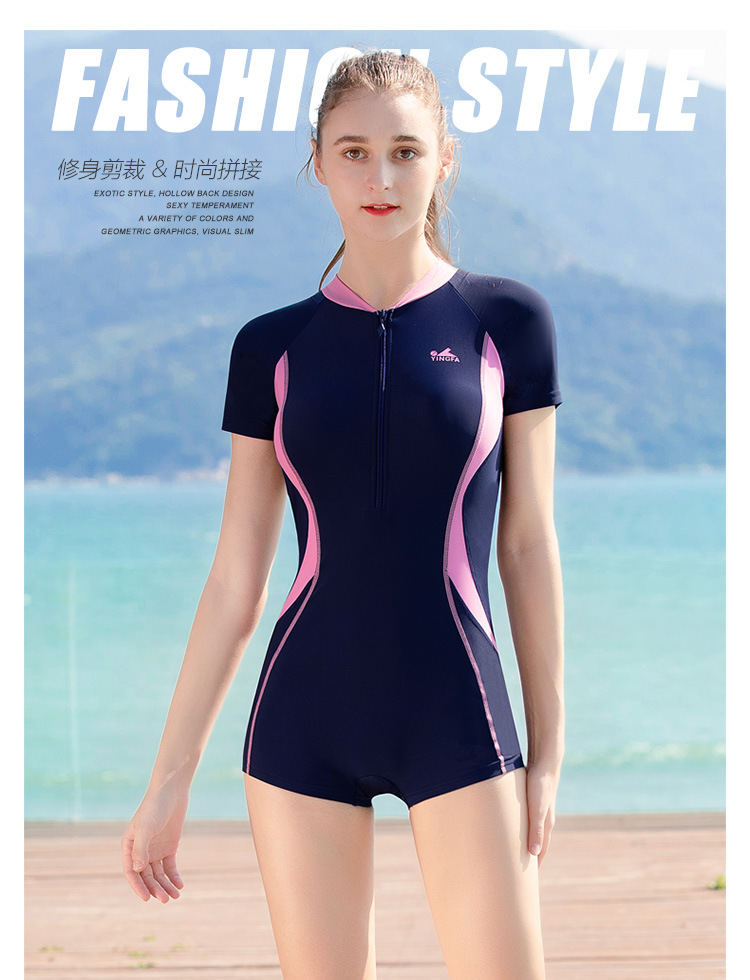 FASHION STYLE
修身剪裁 & 时尚拼接
EXOTIC STYLE, HOLLOW BACK DESIGN
SEXY TEMPERAMENT
A VARIETY OF COLORS AND
GEOMETRIC GRAPHICS, VISUAL SLIM
YINGFA